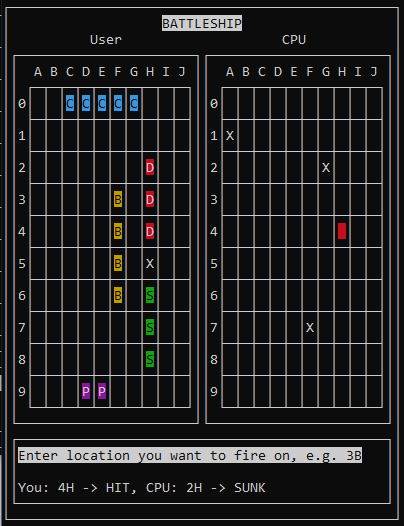 BATTLESHIP
User CPU
A B C D E F G H I J A B C D E F G H I J
0 C C C C C 0
1 1 X
2 D 2 X
3 B D 3
4 B D 4
5 B X 5
6 B S 6
7 S 7 X
8 S 8
9 P P 9
Enter location you want to fire on, e.g. 3B
You: 4H -> HIT, CPU: 2H -> SUNK